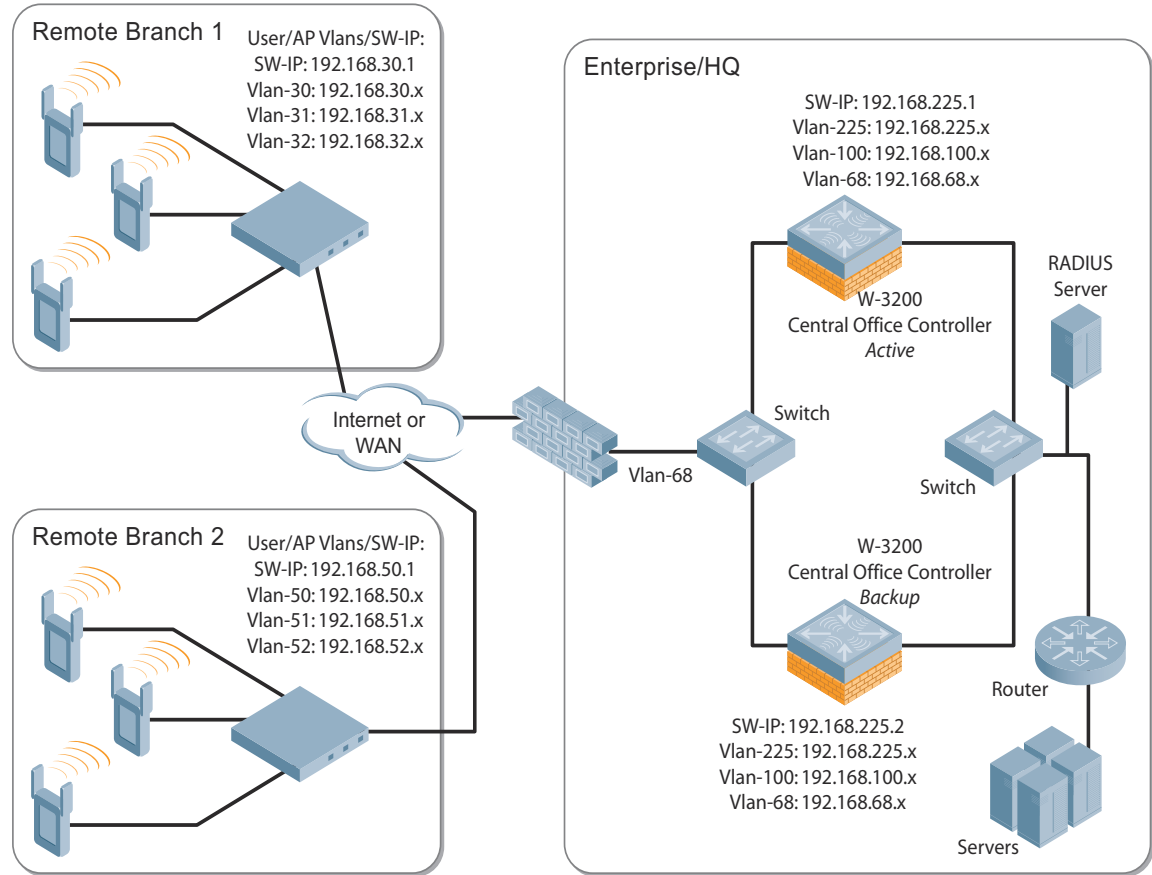 Remote Branch 1
User/AP Vlans/SW-IP:
SW-IP: 192.168.30.1
Vlan-30: 192.168.30.x
Vlan-31: 192.168.31.x
Vlan-32: 192.168.32.x
Internet or
WAN
Remote Branch 2
User/AP Vlans/SW-IP:
SW-IP: 192.168.50.1
Vlan-50: 192.168.50.x
Vlan-51: 192.168.51.x
Vlan-52: 192.168.52.x
Enterprise/HQ
SW-IP: 192.168.225.1
Vlan-225: 192.168.225.x
Vlan-100: 192.168.100.x
Vlan-68: 192.168.68.x
W-3200
Central Office Controller
Active
RADIUS
Server
Switch
Vlan-68
Switch
W-3200
Central Office Controller
Backup
SW-IP: 192.168.225.2
Vlan-225: 192.168.225.x
Vlan-100: 192.168.100.x
Vlan-68: 192.168.68.x
Router
Servers